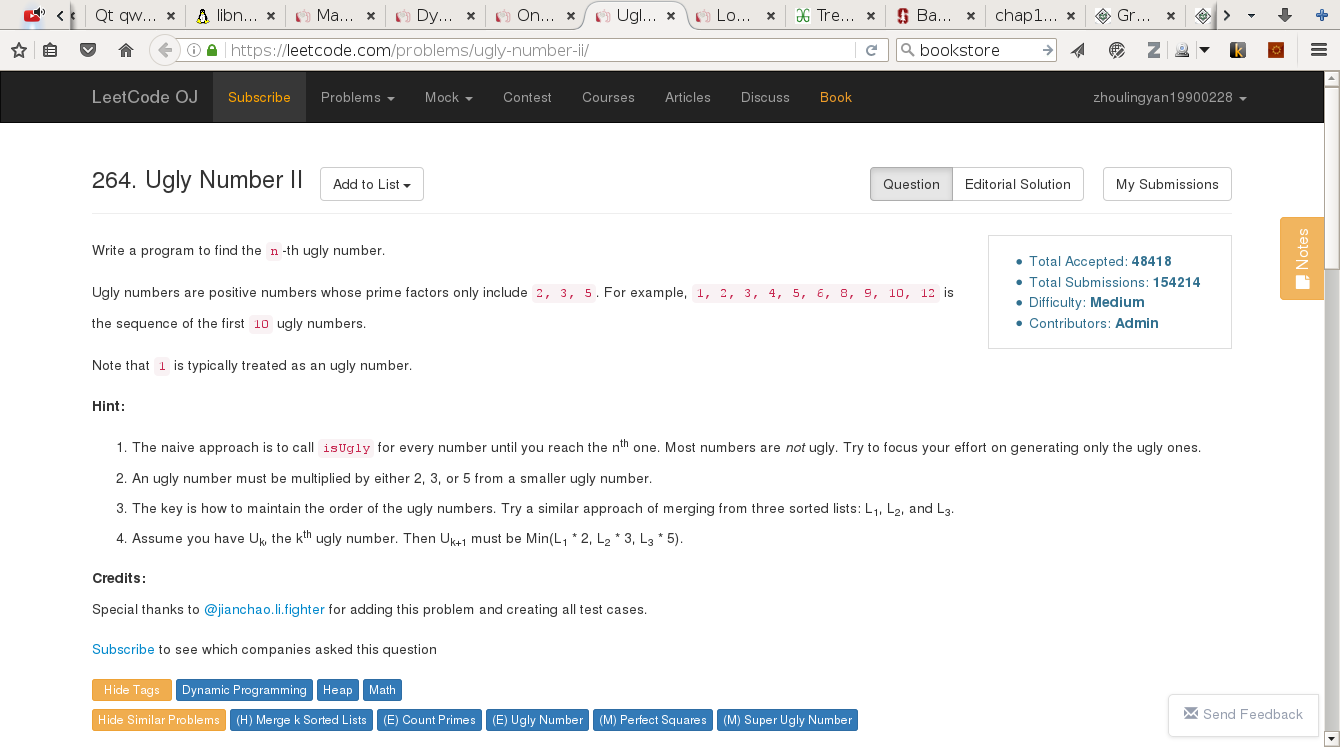 Qt qw... libn... Ma... Dy... On... Ugl... Lo... Tre... Ba... chap1... Gr...
https://leetcode.com/problems/ugly-number-ii/ bookstore
LeetCode OJ Subscribe Problems Mock Contest Courses Articles Discuss Book zhoulingyan19900228
264. Ugly Number II Add to List Question Editorial Solution My Submissions
Notes
Write a program to find the n-th ugly number.
Ugly numbers are positive numbers whose prime factors only include 2, 3, 5. For example, 1, 2, 3, 4, 5, 6, 8, 9, 10, 12 is
the sequence of the first 10 ugly numbers.
Note that 1 is typically treated as an ugly number.
Total Accepted: 48418
Total Submissions: 154214
Difficulty: Medium
Contributors: Admin
Hint:
1. The naive approach is to call isUgly for every number until you reach the nth one. Most numbers are not ugly. Try to focus your effort on generating only the ugly ones.
2. An ugly number must be multiplied by either 2, 3, or 5 from a smaller ugly number.
3. The key is how to maintain the order of the ugly numbers. Try a similar approach of merging from three sorted lists: L1, L2, and L3.
4. Assume you have Uk, the kth ugly number. Then Uk+1 must be Min(L1 * 2, L2 * 3, L3 * 5).
Credits:
Special thanks to @jianchao.li.fighter for adding this problem and creating all test cases.
Subscribe to see which companies asked this question
Hide Tags Dynamic Programming Heap Math
Hide Similar Problems (H) Merge k Sorted Lists (E) Count Primes (E) Ugly Number (M) Perfect Squares (M) Super Ugly Number
Send Feedback